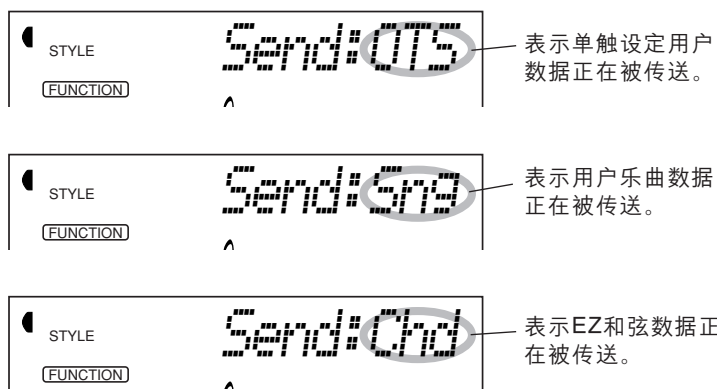 STYLE
Send:OTS
表示单触设定用户
数据正在被传送。
FUNCTION
STYLE
Send:Sng
表示用户乐曲数据
正在被传送。
FUNCTION
STYLE
Send:Chd
表示EZ和弦数据正
在被传送。
FUNCTION